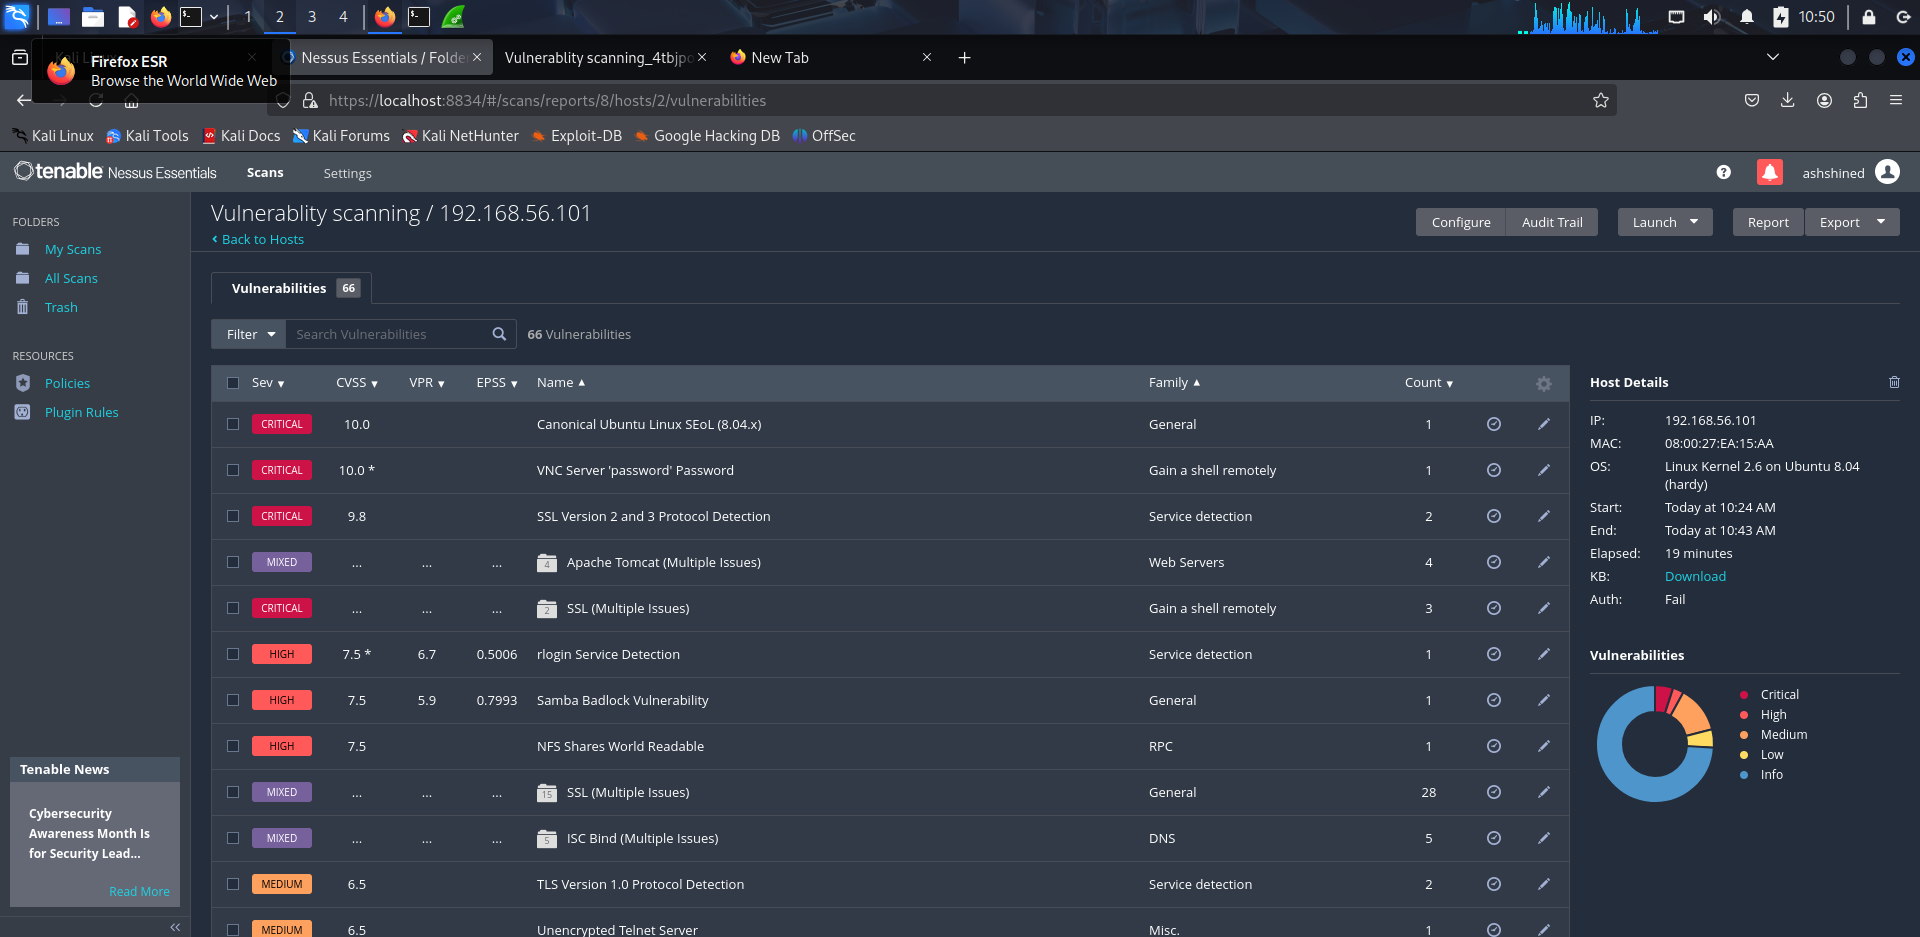 1 2 3 4 10:50
Firefox ESR
Browse the World Wide Web
Nessus Essentials / Folde
Vulnerablity scanning_4tbjpo
New Tab
https://localhost:8834/#/scans/reports/8/hosts/2/vulnerabilities
Kali Linux Kali Tools Kali Docs Kali Forums Kali NetHunter Exploit-DB Google Hacking DB OffSec
tenable Nessus Essentials Scans Settings ashshined
FOLDERS
My Scans
All Scans
Trash
RESOURCES
Policies
Plugin Rules
Tenable News
Cybersecurity
Awareness Month Is
for Security Lead...
Read More
Vulnerablity scanning / 192.168.56.101
Back to Hosts
Configure Audit Trail Launch Report Export
Vulnerabilities 66
Filter Search Vulnerabilities 66 Vulnerabilities
Sev CVSS VPR EPSS Name Family Count
CRITICAL 10.0 Canonical Ubuntu Linux SEoL (8.04.x) General 1
CRITICAL 10.0 * VNC Server 'password' Password Gain a shell remotely 1
CRITICAL 9.8 SSL Version 2 and 3 Protocol Detection Service detection 2
MIXED ... ... ... 4 Apache Tomcat (Multiple Issues) Web Servers 4
CRITICAL ... ... ... 2 SSL (Multiple Issues) Gain a shell remotely 3
HIGH 7.5 * 6.7 0.5006 rlogin Service Detection Service detection 1
HIGH 7.5 5.9 0.7993 Samba Badlock Vulnerability General 1
HIGH 7.5 NFS Shares World Readable RPC 1
MIXED ... ... ... 15 SSL (Multiple Issues) General 28
MIXED ... ... ... 5 ISC Bind (Multiple Issues) DNS 5
MEDIUM 6.5 TLS Version 1.0 Protocol Detection Service detection 2
MEDIUM 6.5 Unencrypted Telnet Server Misc. 1
Host Details
IP: 192.168.56.101
MAC: 08:00:27:EA:15:AA
OS: Linux Kernel 2.6 on Ubuntu 8.04
(hardy)
Start: Today at 10:24 AM
End: Today at 10:43 AM
Elapsed: 19 minutes
KB: Download
Auth: Fail
Vulnerabilities
Critical
High
Medium
Low
Info